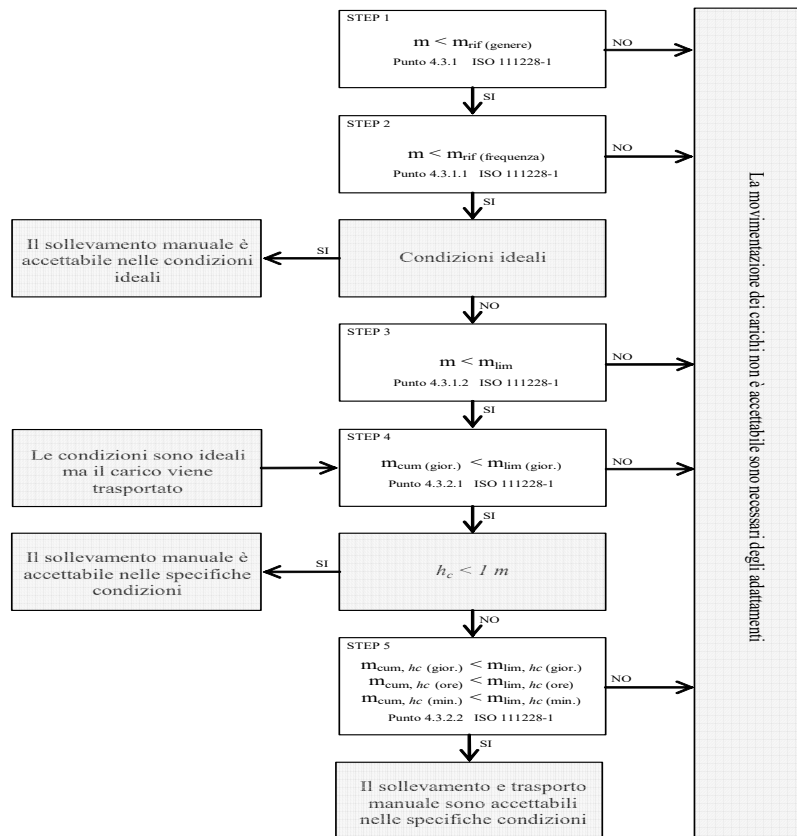 STEP 1
m < mrif (genere)
Punto 4.3.1 ISO 111228-1
NO
SI
STEP 2
m < mrif (frequenza)
Punto 4.3.1.1 ISO 111228-1
NO
SI
Il sollevamento manuale è
accettabile nelle condizioni
ideali
SI
Condizioni ideali
NO
STEP 3
m < mlim
Punto 4.3.1.2 ISO 111228-1
NO
SI
Le condizioni sono ideali
ma il carico viene
trasportato
STEP 4
mcum (gior.) < mlim (gior.)
Punto 4.3.2.1 ISO 111228-1
NO
SI
Il sollevamento manuale è
accettabile nelle specifiche
condizioni
SI
hc < 1 m
NO
STEP 5
mcum, hc (gior.) < mlim, hc (gior.)
mcum, hc (ore) < mlim, hc (ore)
mcum, hc (min.) < mlim, hc (min.)
Punto 4.3.2.2 ISO 111228-1
NO
SI
Il sollevamento e trasporto
manuale sono accettabili
nelle specifiche condizioni
La movimentazione dei carichi non è accettabile sono necessari degli adattamenti